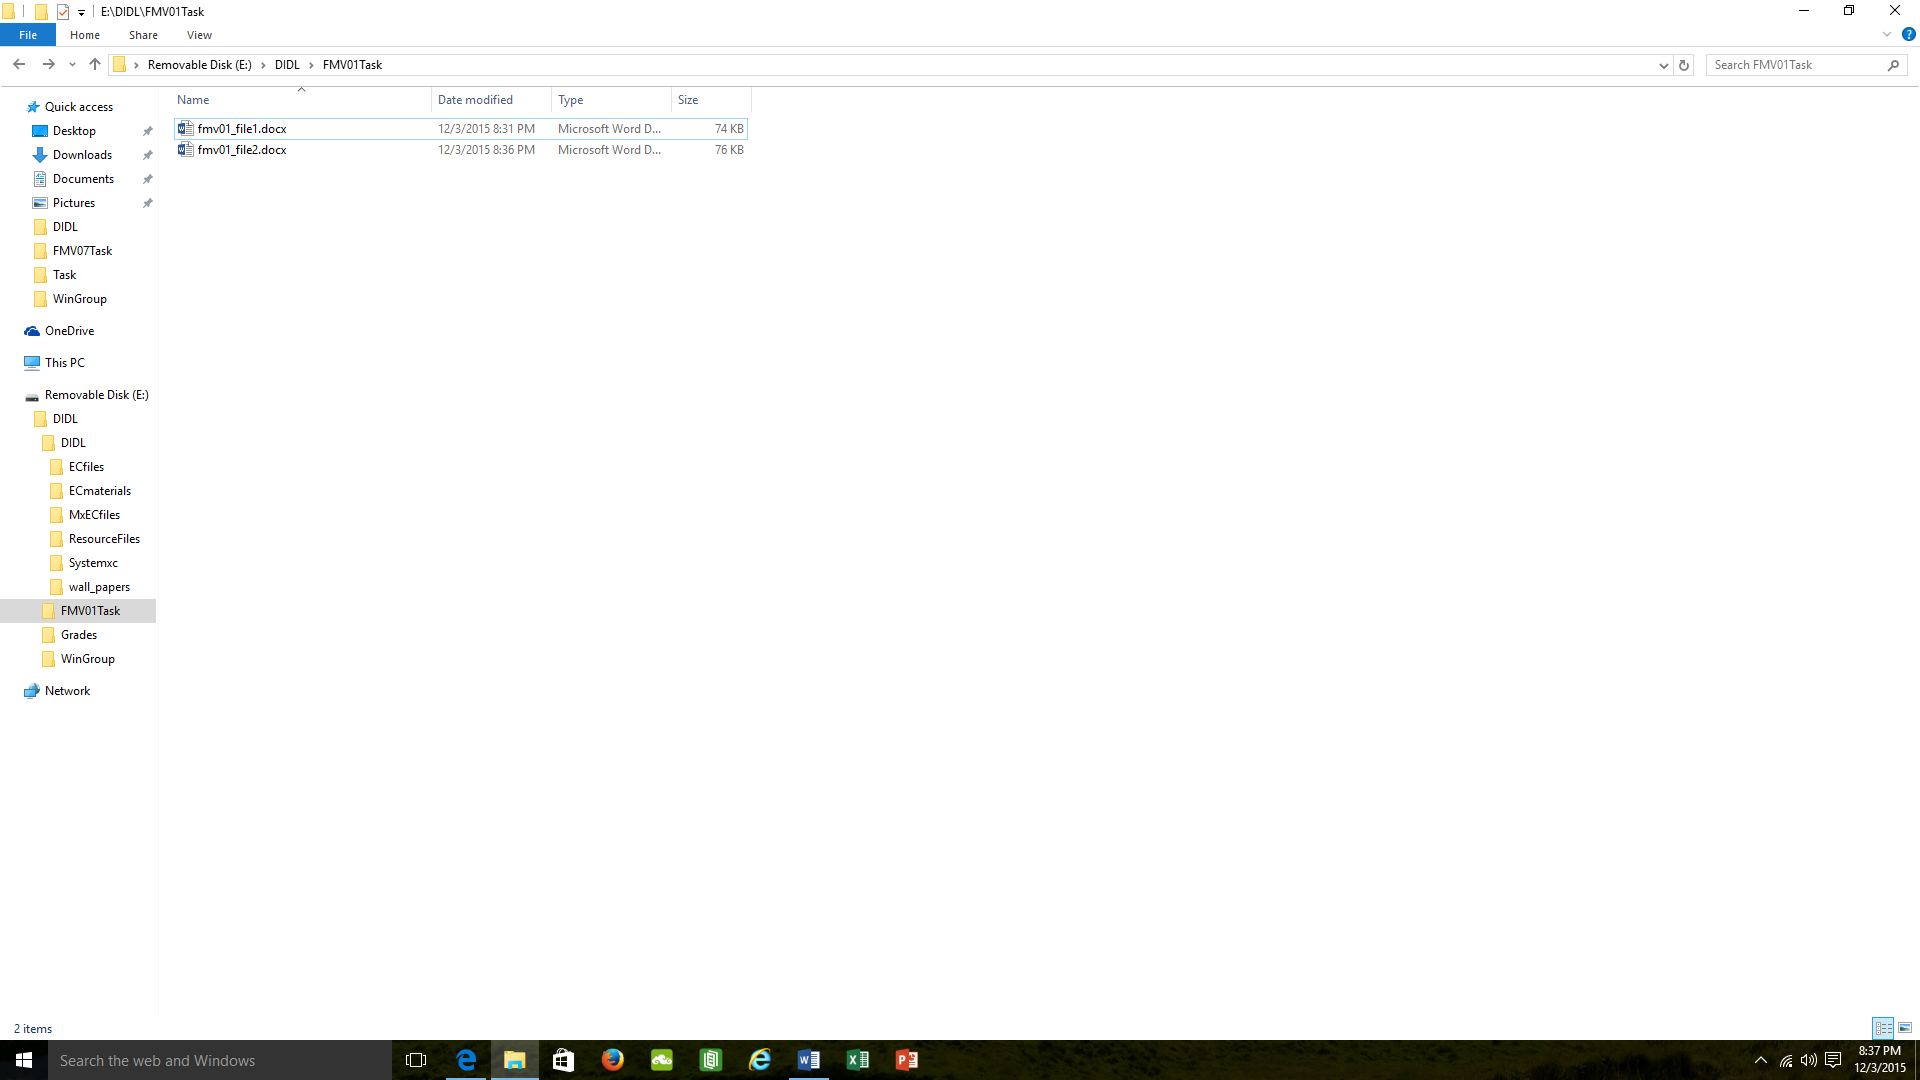 E:\DIDL\FMV01Task
File Home Share View
Removable Disk (E:) DIDL FMV01Task
Search FMV01Task
Name Date modified Type Size
fmv01_file1.docx 12/3/2015 8:31 PM Microsoft Word D... 74 KB
fmv01_file2.docx 12/3/2015 8:36 PM Microsoft Word D... 76 KB
Quick access
Desktop
Downloads
Documents
Pictures
DIDL
FMV07Task
Task
WinGroup
OneDrive
This PC
Removable Disk (E:)
DIDL
DIDL
ECfiles
ECmaterials
MxECfiles
ResourceFiles
Systemxc
wall_papers
FMV01Task
Grades
WinGroup
Network
2 items
Search the web and Windows
8:37 PM
12/3/2015